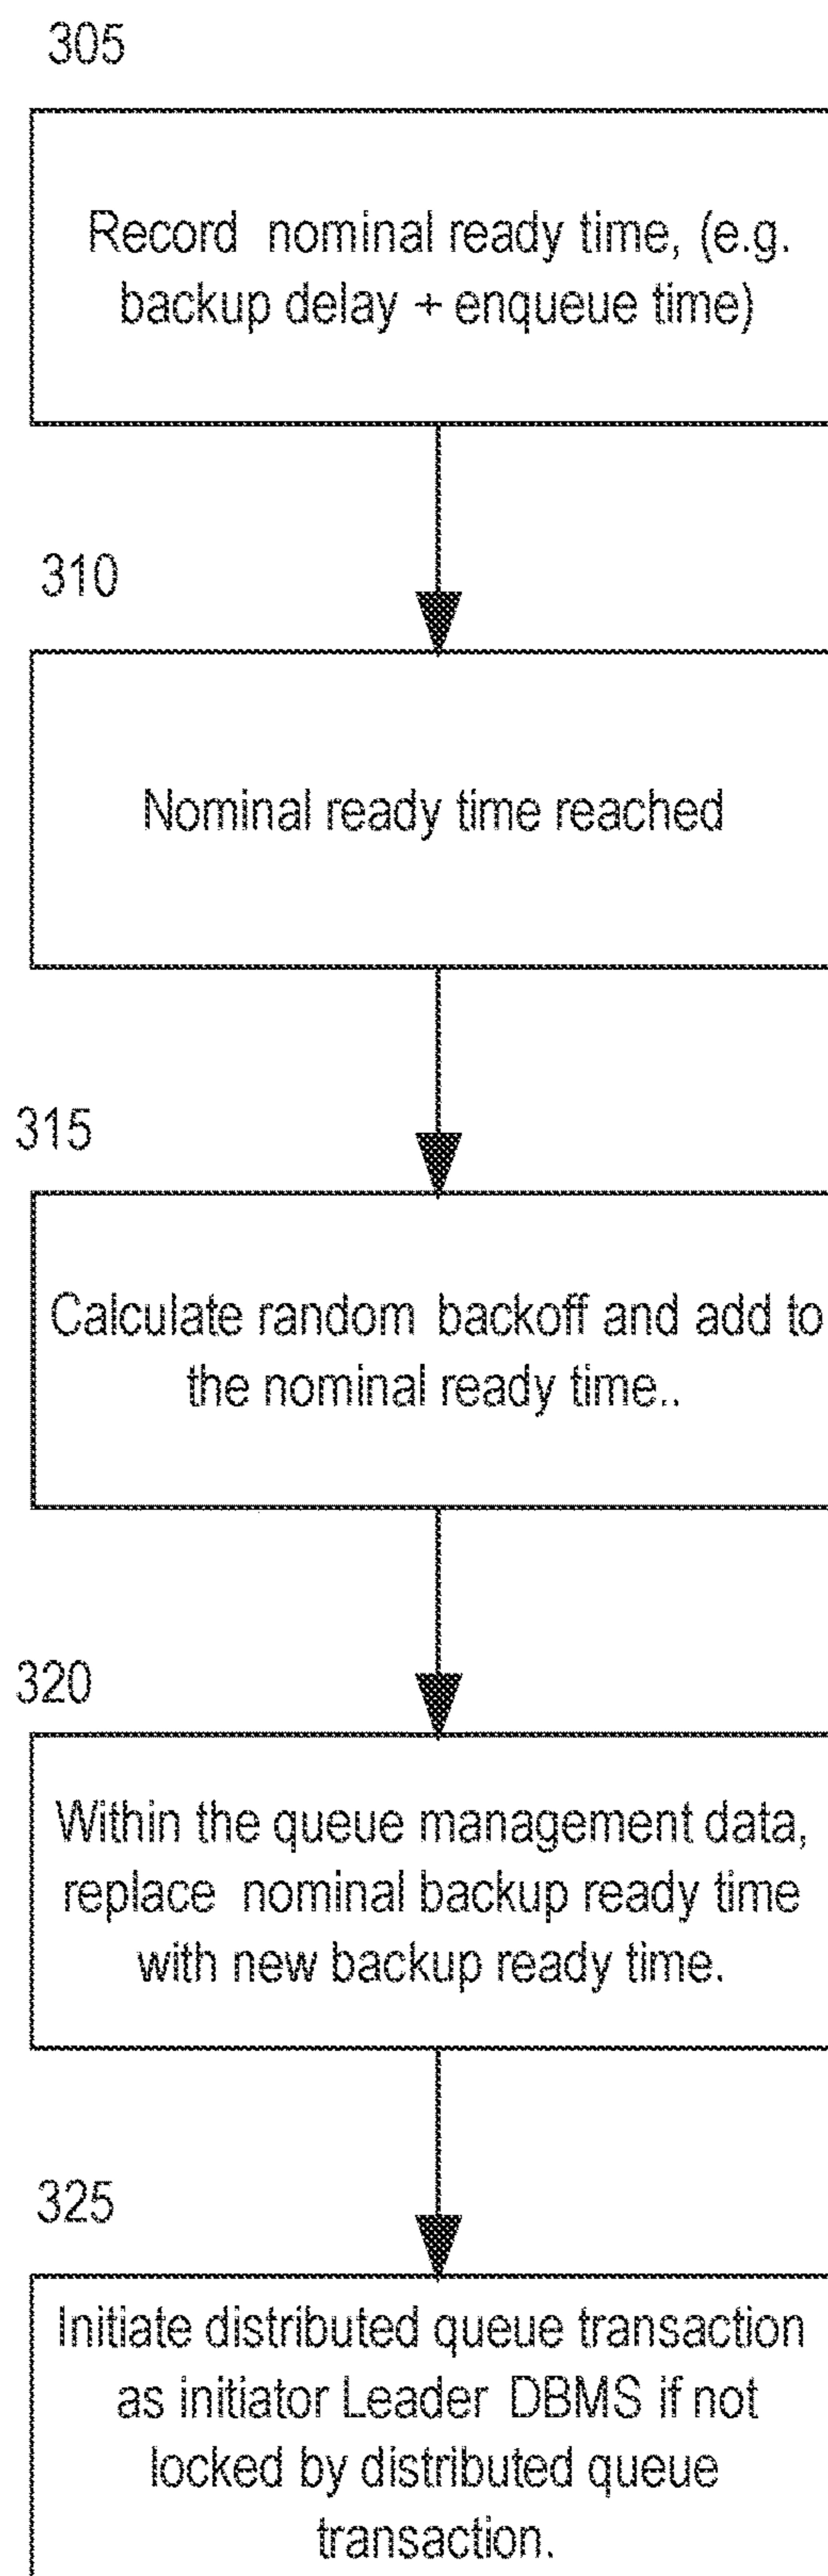 305
Record nominal ready time, (e.g.
backup delay + enqueue time)
310
Nominal ready time reached
315
Calculate random backoff and add to
the nominal ready time..
320
Within the queue management data,
replace nominal backup ready time
with new backup ready time.
325
Initiate distributed queue transaction
as initiator Leader DBMS if not
locked by distributed queue
transaction.